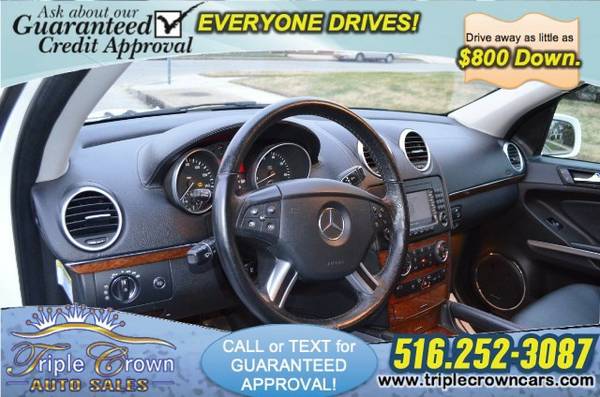 Ask about our
Guaranteed
Credit Approval
EVERYONE DRIVES!
Drive away as little as
$800 Down.
Triple Crown
AUTO SALES
CALL or TEXT for
GUARANTEED
APPROVAL!
516.252-3087
www.triplecrowncars.com